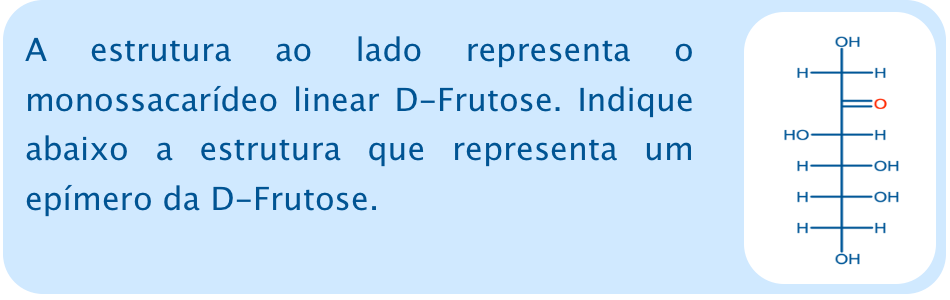 A estrutura ao lado representa o
monossacarídeo linear D-Frutose. Indique
abaixo a estrutura que representa um
epímero da D-Frutose.
OH
H H
O
HO H
H OH
H OH
H H
OH